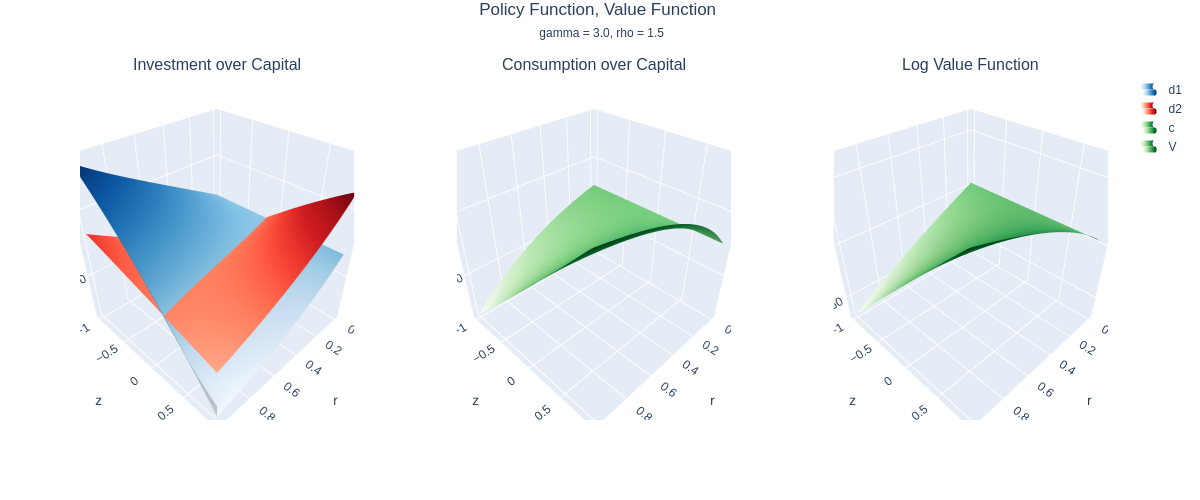 Policy Function, Value Function
gamma = 3.0, rho = 1.5
Investment over Capital
Consumption over Capital
Log Value Function
d1
d2
c
V
0
-1
−0.5
0
0.5
z
0
0.2
0.4
0.6
0.8
r
0
-1
−0.5
0
0.5
z
0
0.2
0.4
0.6
0.8
r
-1
−0.5
0
0.5
z
0
0.2
0.4
0.6
0.8
r